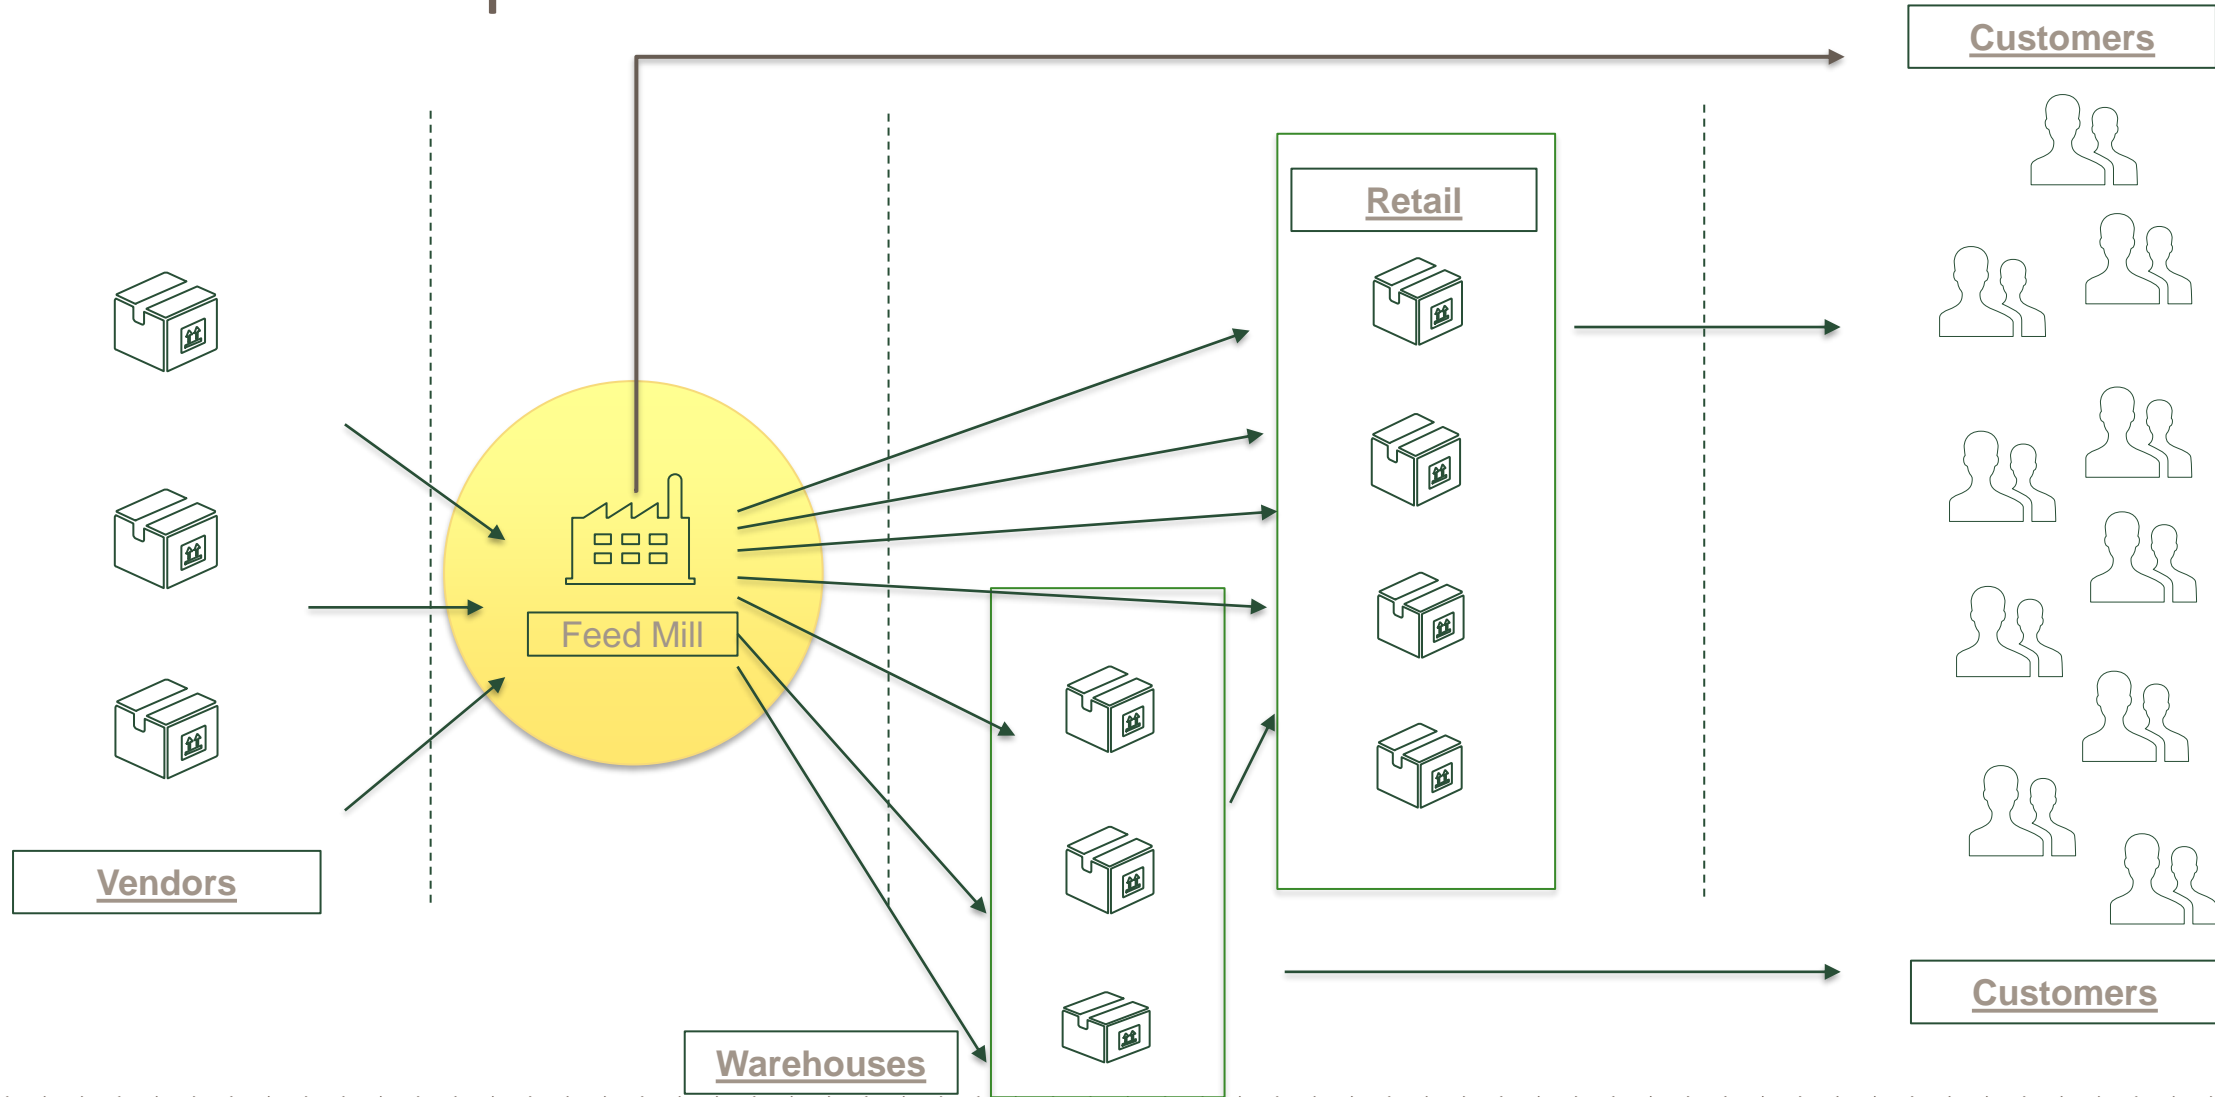 Customers
Retail
Feed Mill
Vendors
Customers
Warehouses